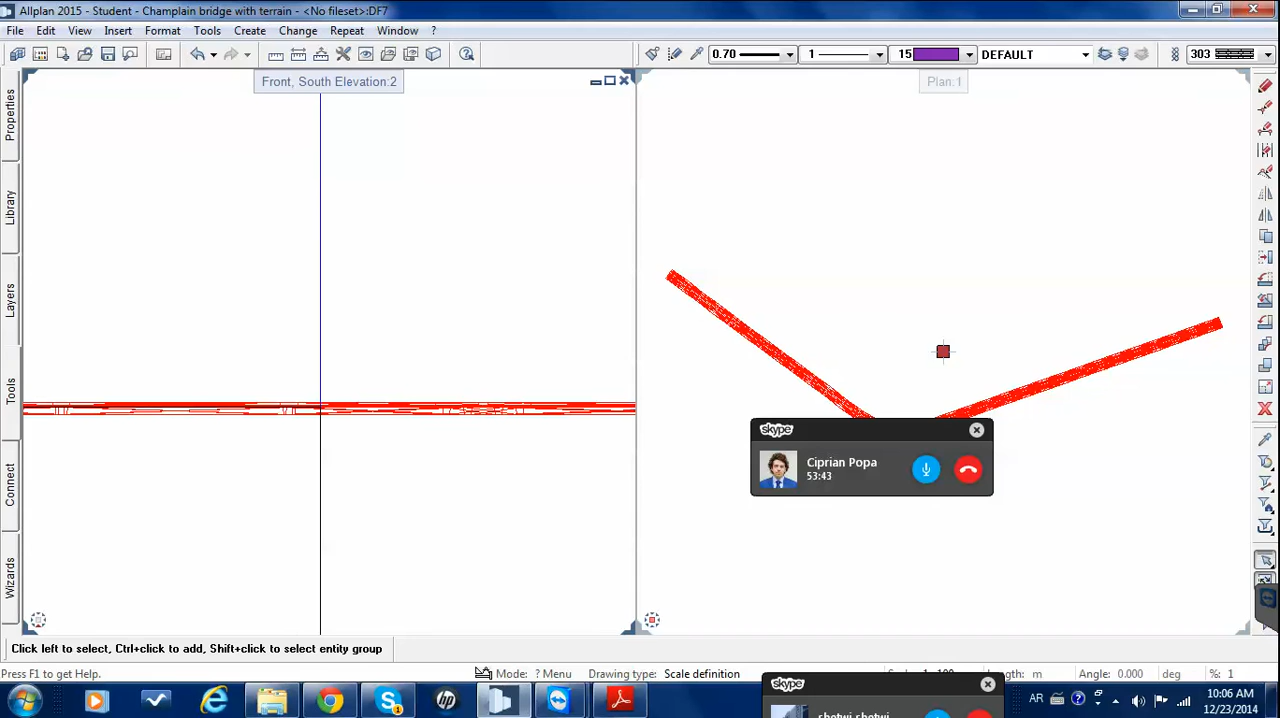 Allplan 2015 - Student - Champlain bridge with terrain - <No fileset>:DF7
File Edit View Insert Format Tools Create Change Repeat Window ?
0.70 1 15 DEFAULT 303
Front, South Elevation:2
Plan:1
Properties
Library
Layers
Tools
Connect
Wizards
skype
Ciprian Popa
53:43
Click left to select, Ctrl+click to add, Shift+click to select entity group
Press F1 to get Help.
Mode: ? Menu Drawing type: Scale definition
Angle: 0.000 deg %: 1
skype
shetwi shetwi
AR
10:06 AM
12/23/2014